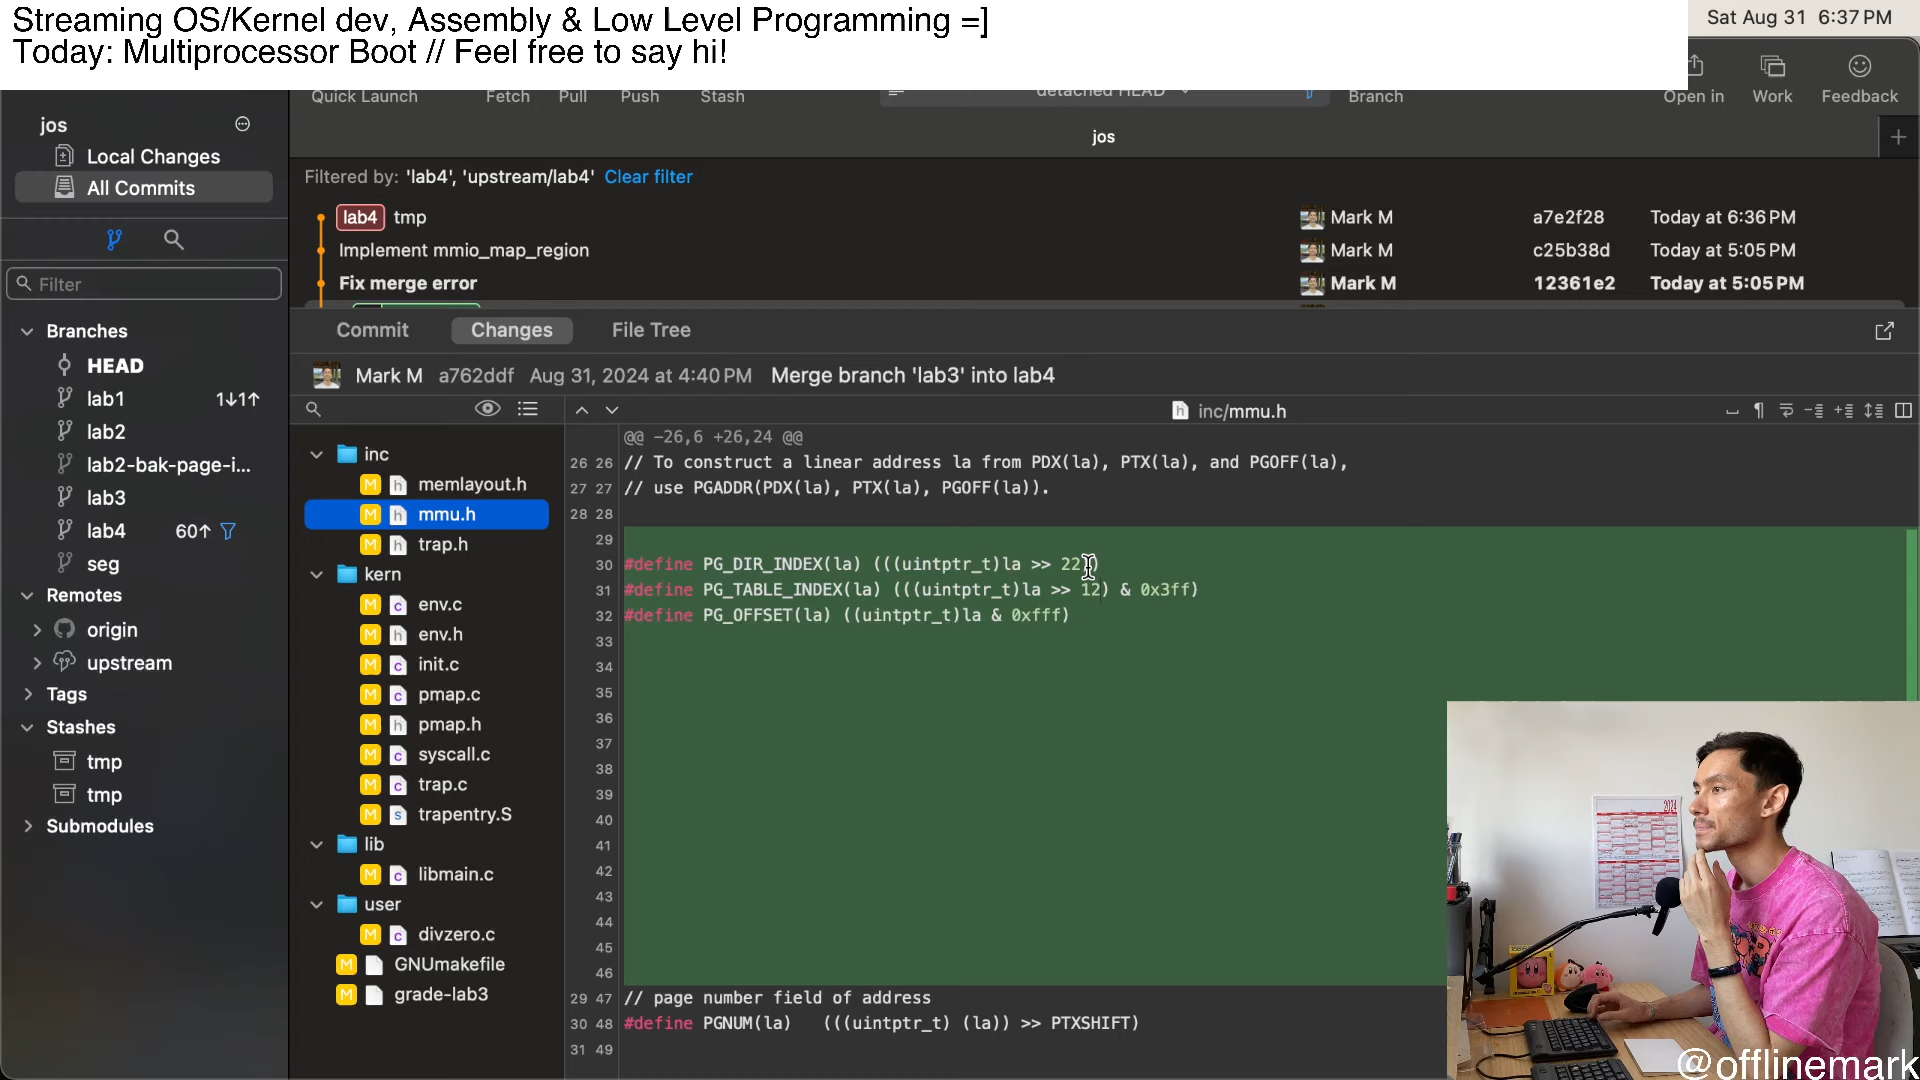 Streaming OS/Kernel dev, Assembly & Low Level Programming =]
Today: Multiprocessor Boot // Feel free to say hi!
Sat Aug 31 6:37 PM
Quick Launch
Fetch
Pull
Push
Stash
detached HEAD
Branch
Open in
Work
Feedback
jos
jos
Local Changes
All Commits
Filter
Branches
HEAD
lab1 1↓1↑
lab2
lab2-bak-page-i...
lab3
lab4 60↑
seg
Remotes
origin
upstream
Tags
Stashes
tmp
tmp
Submodules
Filtered by: 'lab4', 'upstream/lab4' Clear filter
lab4 tmp Mark M a7e2f28 Today at 6:36 PM
Implement mmio_map_region Mark M c25b38d Today at 5:05 PM
Fix merge error Mark M 12361e2 Today at 5:05 PM
Commit
Changes
File Tree
Mark M a762ddf Aug 31, 2024 at 4:40 PM Merge branch 'lab3' into lab4
inc/mmu.h
inc
M h memlayout.h
M h mmu.h
M h trap.h
kern
M c env.c
M h env.h
M c init.c
M c pmap.c
M h pmap.h
M c syscall.c
M c trap.c
M s trapentry.S
lib
M c libmain.c
user
M c divzero.c
M GNUmakefile
M grade-lab3
@@ -26,6 +26,24 @@
26 26 // To construct a linear address la from PDX(la), PTX(la), and PGOFF(la),
27 27 // use PGADDR(PDX(la), PTX(la), PGOFF(la)).
28 28
29
30 #define PG_DIR_INDEX(la) (((uintptr_t)la >> 22))
31 #define PG_TABLE_INDEX(la) (((uintptr_t)la >> 12) & 0x3ff)
32 #define PG_OFFSET(la) ((uintptr_t)la & 0xfff)
33
34
35
36
37
38
39
40
41
42
43
44
45
46
29 47 // page number field of address
30 48 #define PGNUM(la) (((uintptr_t) (la)) >> PTXSHIFT)
31 49
2024
@offlinemark